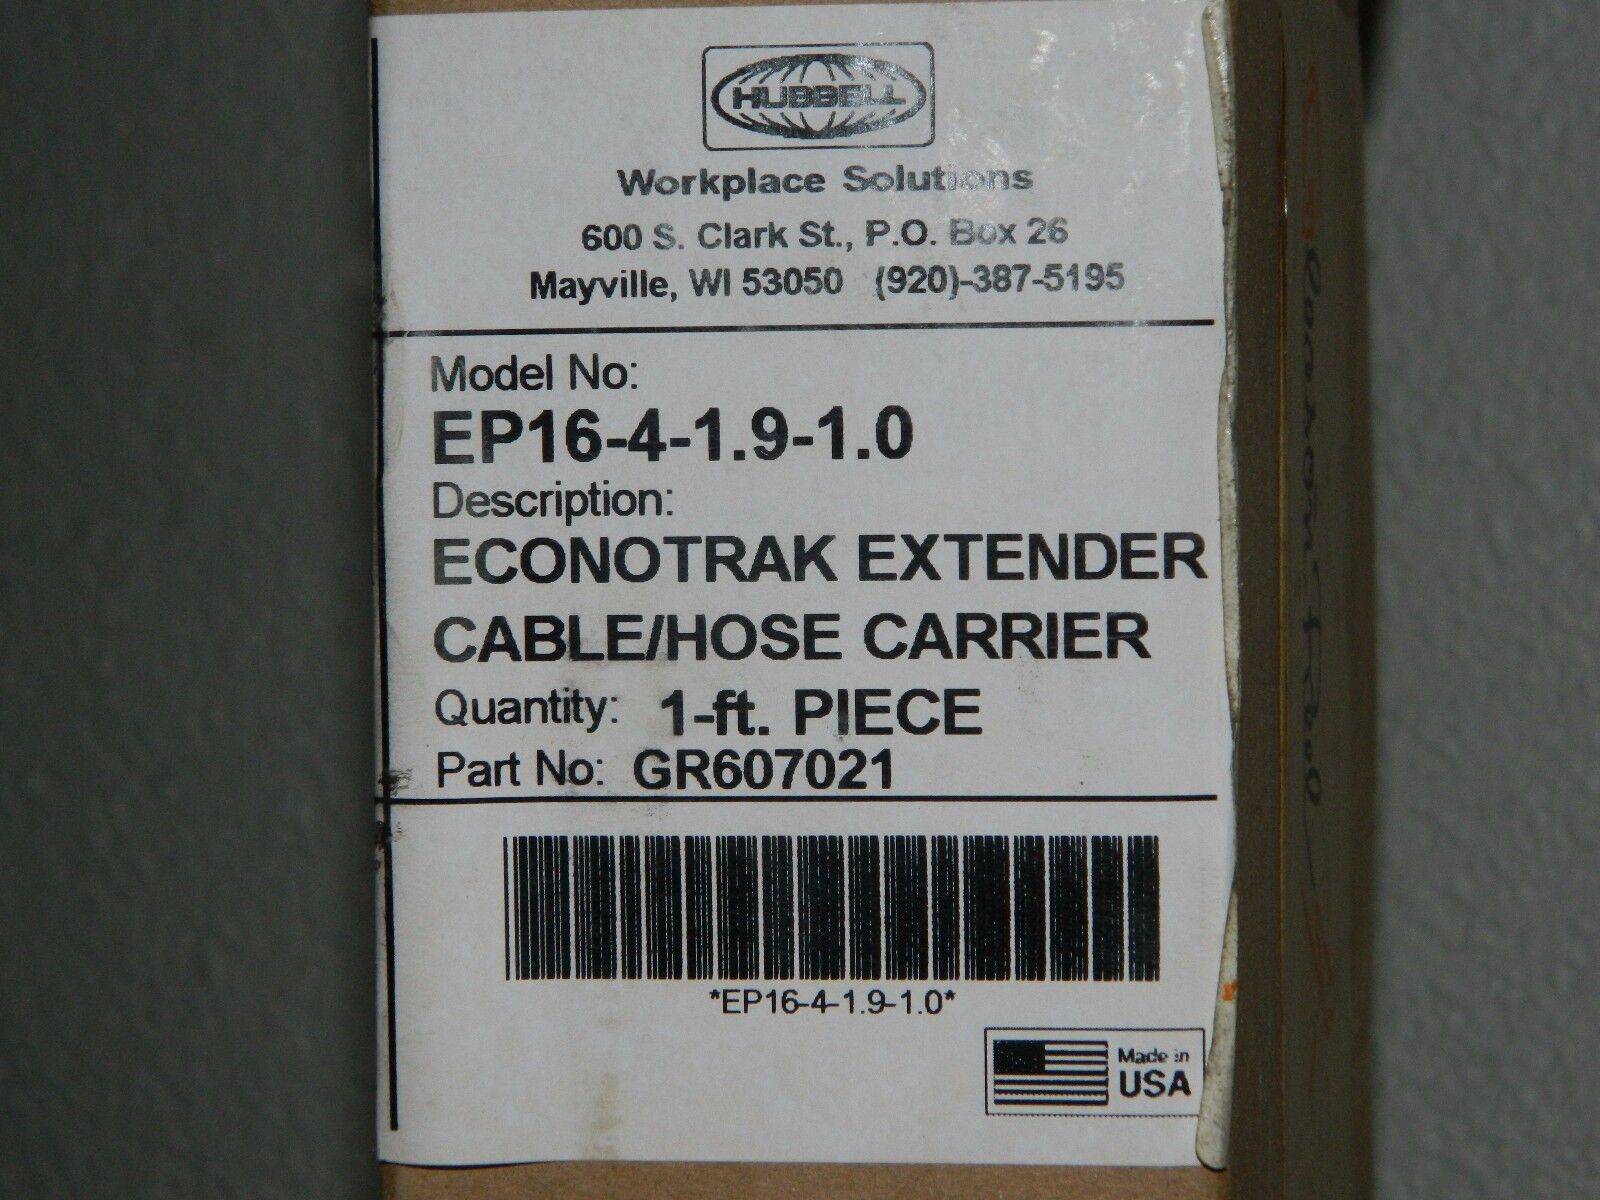 HUBBELL
Workplace Solutions
600 S. Clark St., P.O. Box 26
Mayville, WI 53050 (920)-387-5195
Model No:
EP16-4-1.9-1.0
Description:
ECONOTRAK EXTENDER
CABLE/HOSE CARRIER
Quantity: 1-ft. PIECE
Part No: GR607021
*EP16-4-1.9-1.0*
Made in
USA